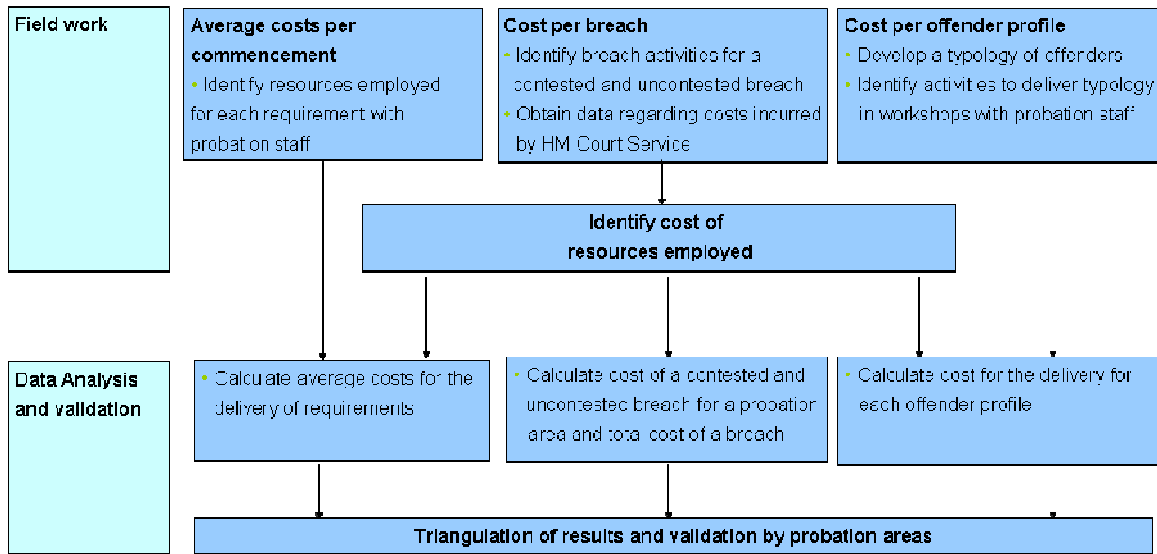 Field work
Average costs per
commencement
• Identify resources employed
for each requirement with
probation staff
Cost per breach
• Identify breach activities for a
contested and uncontested breach
• Obtain data regarding costs incurred
by HM Court Service
Cost per offender profile
• Develop a typology of offenders
• Identify activities to deliver typology
in workshops with probation staff
Identify cost of
resources employed
Data Analysis
and validation
• Calculate average costs for the
delivery of requirements
• Calculate cost of a contested and
uncontested breach for a probation
area and total cost of a breach
• Calculate cost for the delivery for
each offender profile
Triangulation of results and validation by probation areas